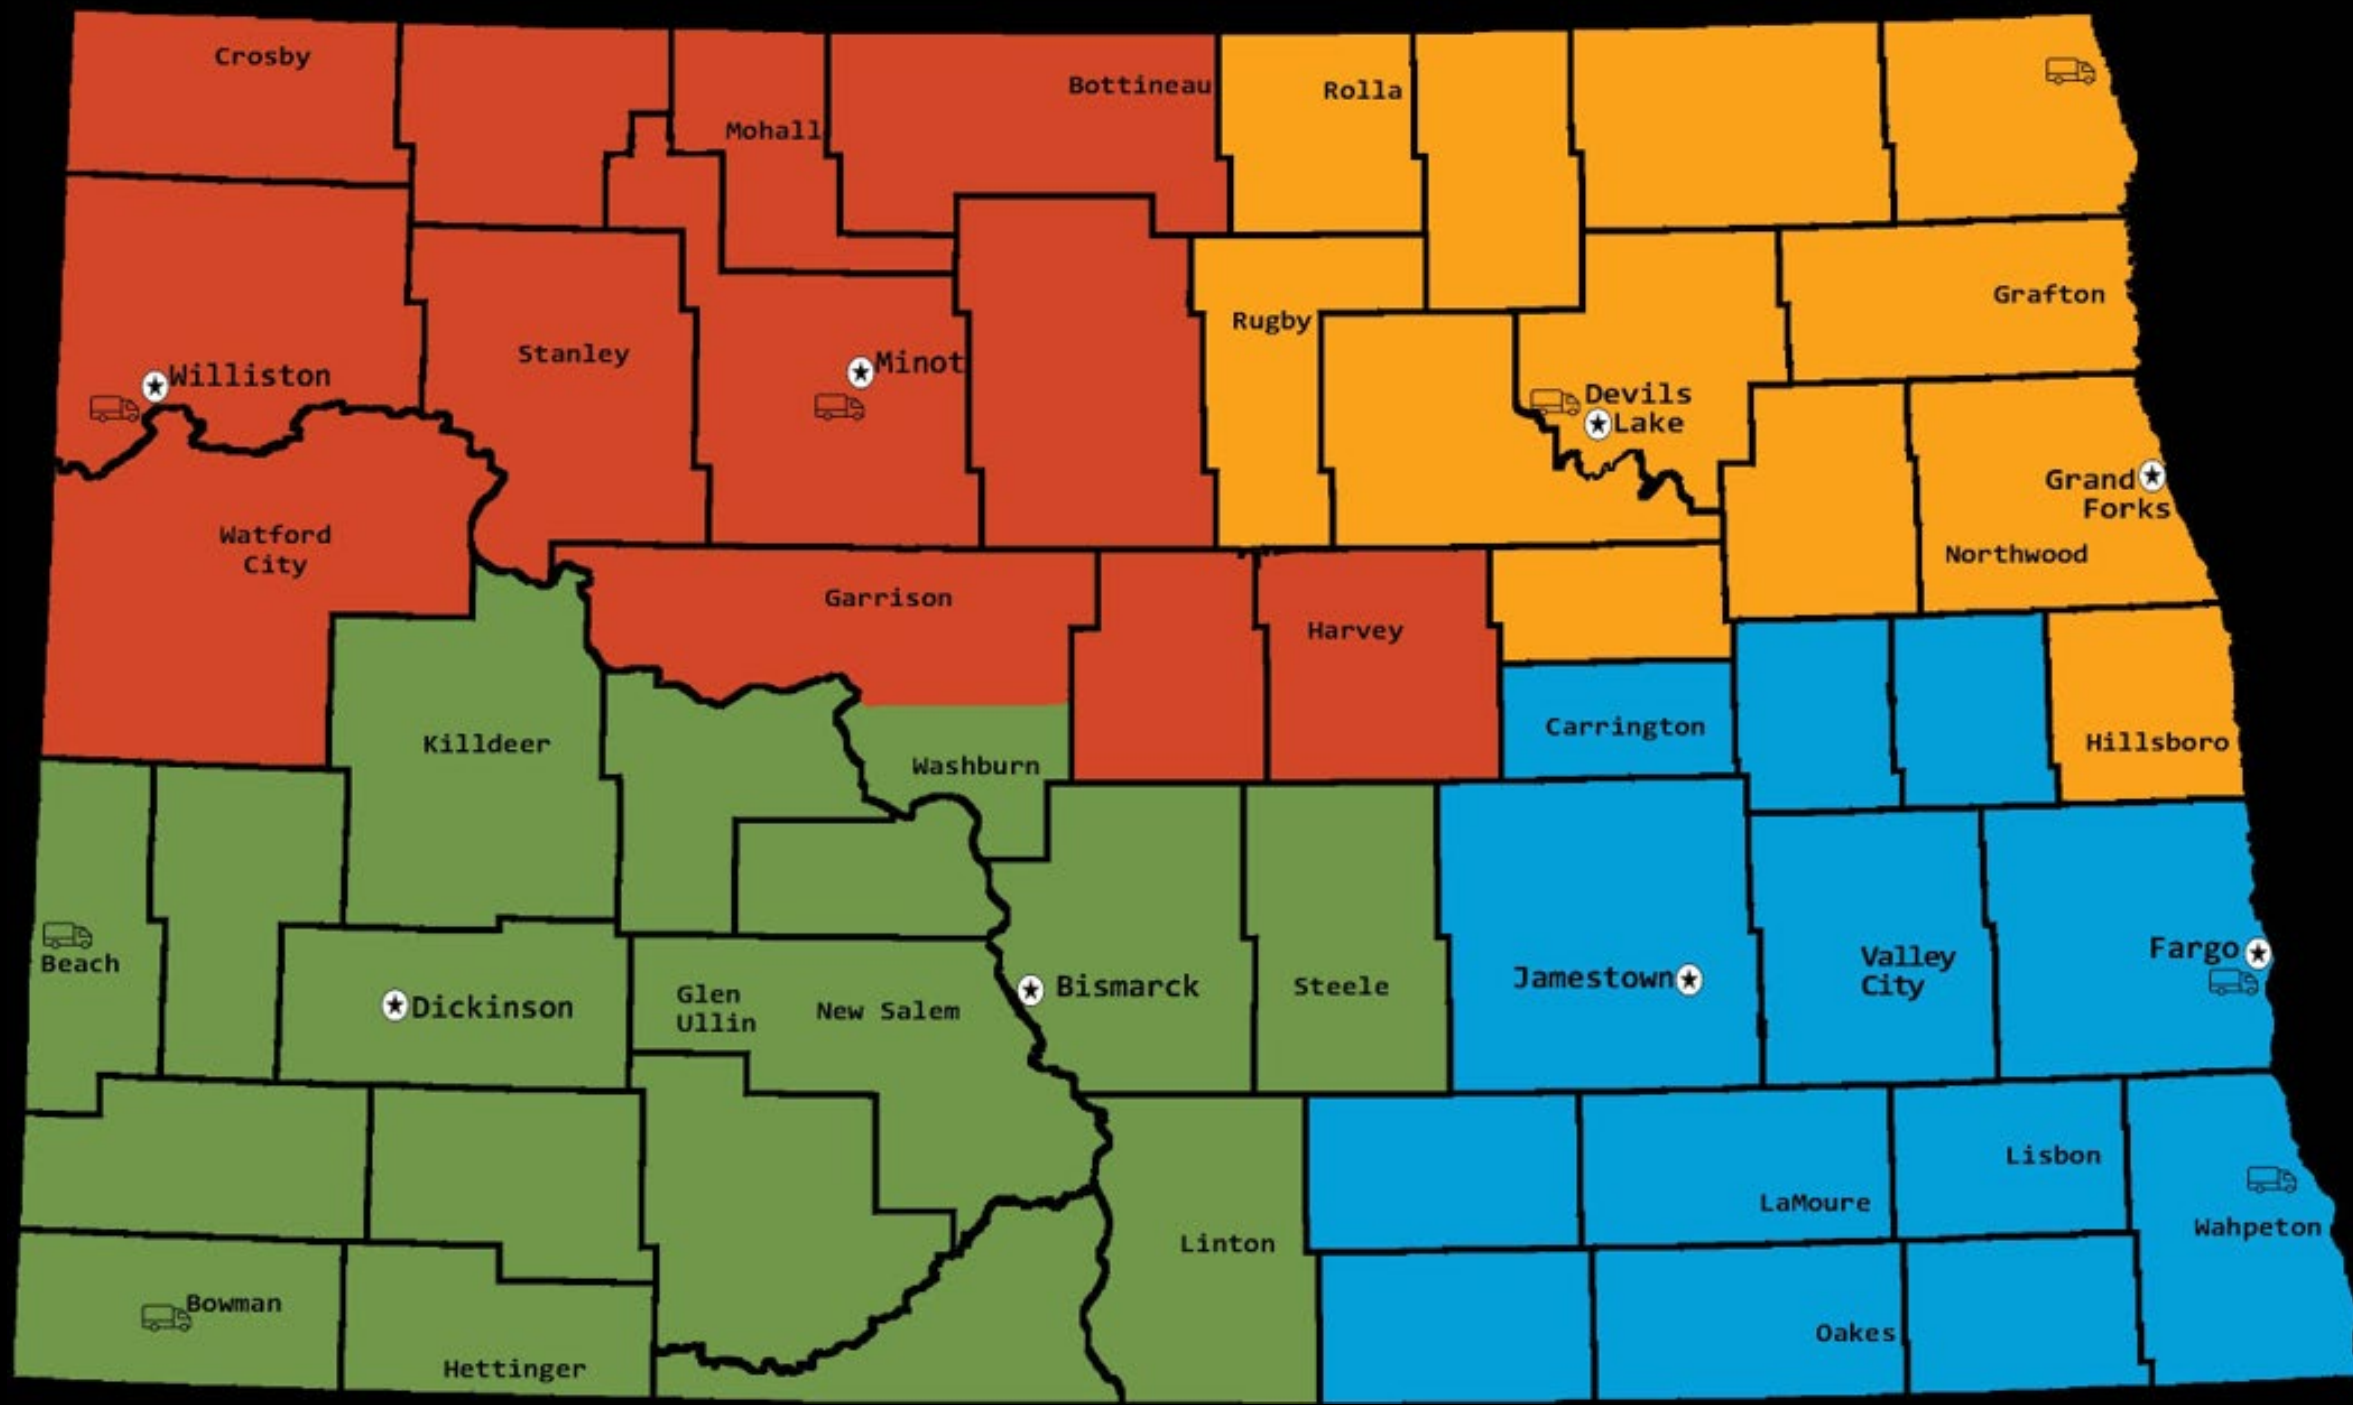 Crosby
Bottineau
Rolla
Mohall
Grafton
Rugby
Stanley
Minot
Williston
Devils
Lake
Grand
Forks
Watford
City
Northwood
Garrison
Harvey
Carrington
Hillsboro
Killdeer
Washburn
Beach
Dickinson
Glen
Ullin
New Salem
Bismarck
Steele
Jamestown
Valley
City
Fargo
Lisbon
LaMoure
Wahpeton
Linton
Bowman
Oakes
Hettinger